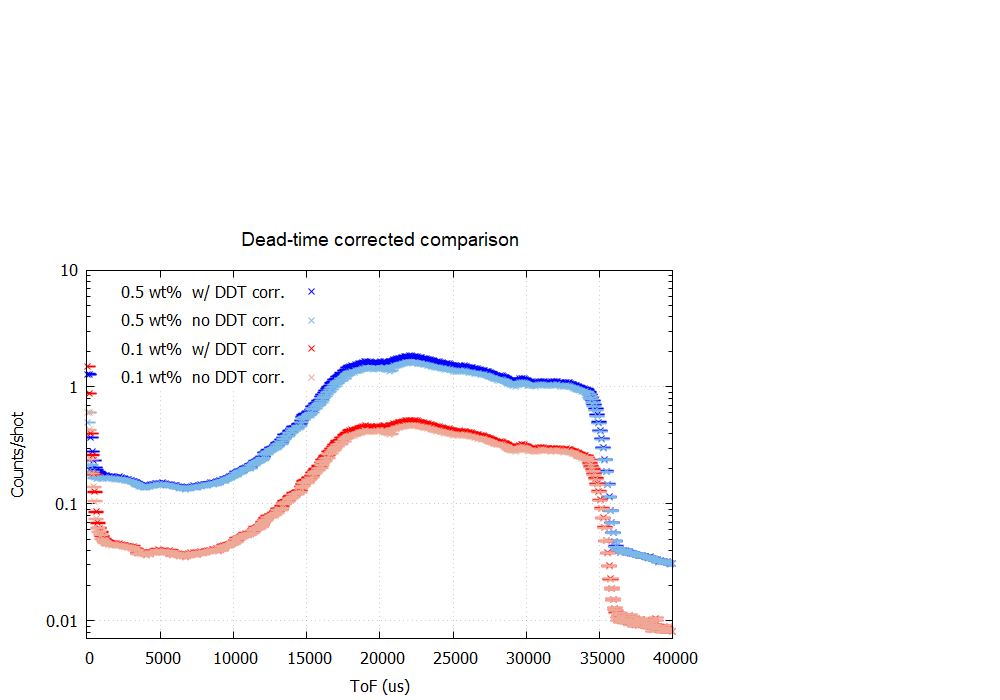 Dead-time corrected comparison
10
1
0.1
0.01
Counts/shot
0.5 wt%  w/ DDT corr.
0.5 wt%  no DDT corr.
0.1 wt%  w/ DDT corr.
0.1 wt%  no DDT corr.
0 5000 10000 15000 20000 25000 30000 35000 40000
ToF (us)